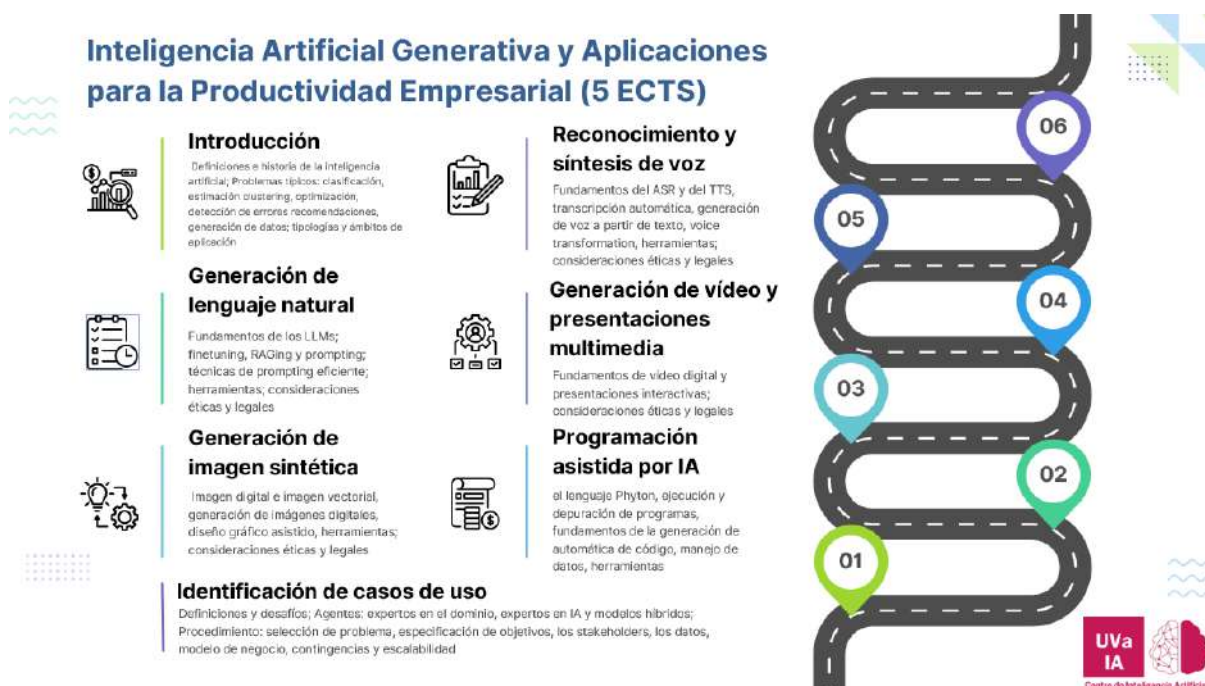 Inteligencia Artificial Generativa y Aplicaciones
para la Productividad Empresarial (5 ECTS)
Introducción
Definiciones e historia de la inteligencia
artificial; Problemas típicos: clasificación,
estimación clustering, optimización,
detección de errores recomendaciones,
generación de datos; tipologías y ámbitos de
aplicación
Generación de
lenguaje natural
Fundamentos de los LLMs;
finetuning, RAGing y prompting;
técnicas de prompting eficiente;
herramientas; consideraciones
éticas y legales
Generación de
imagen sintética
Imagen digital e imagen vectorial,
generación de imágenes digitales,
diseño gráfico asistido, herramientas;
consideraciones éticas y legales
Reconocimiento y
síntesis de voz
Fundamentos del ASR y del TTS,
transcripción automática, generación
de voz a partir de texto, voice
transformation, herramientas;
consideraciones éticas y legales
Generación de vídeo y
presentaciones
multimedia
Fundamentos de vídeo digital y
presentaciones interactivas;
consideraciones éticas y legales
Programación
asistida por IA
el lenguaje Phyton, ejecución y
depuración de programas,
fundamentos de la generación de
automática de código, manejo de
datos, herramientas
Identificación de casos de uso
Definiciones y desafíos; Agentes: expertos en el dominio, expertos en IA y modelos híbridos;
Procedimiento: selección de problema, especificación de objetivos, los stakeholders, los datos,
modelo de negocio, contingencias y escalabilidad
06
05
04
03
02
01
UVa
IA
Centro de Inteligencia Artificial